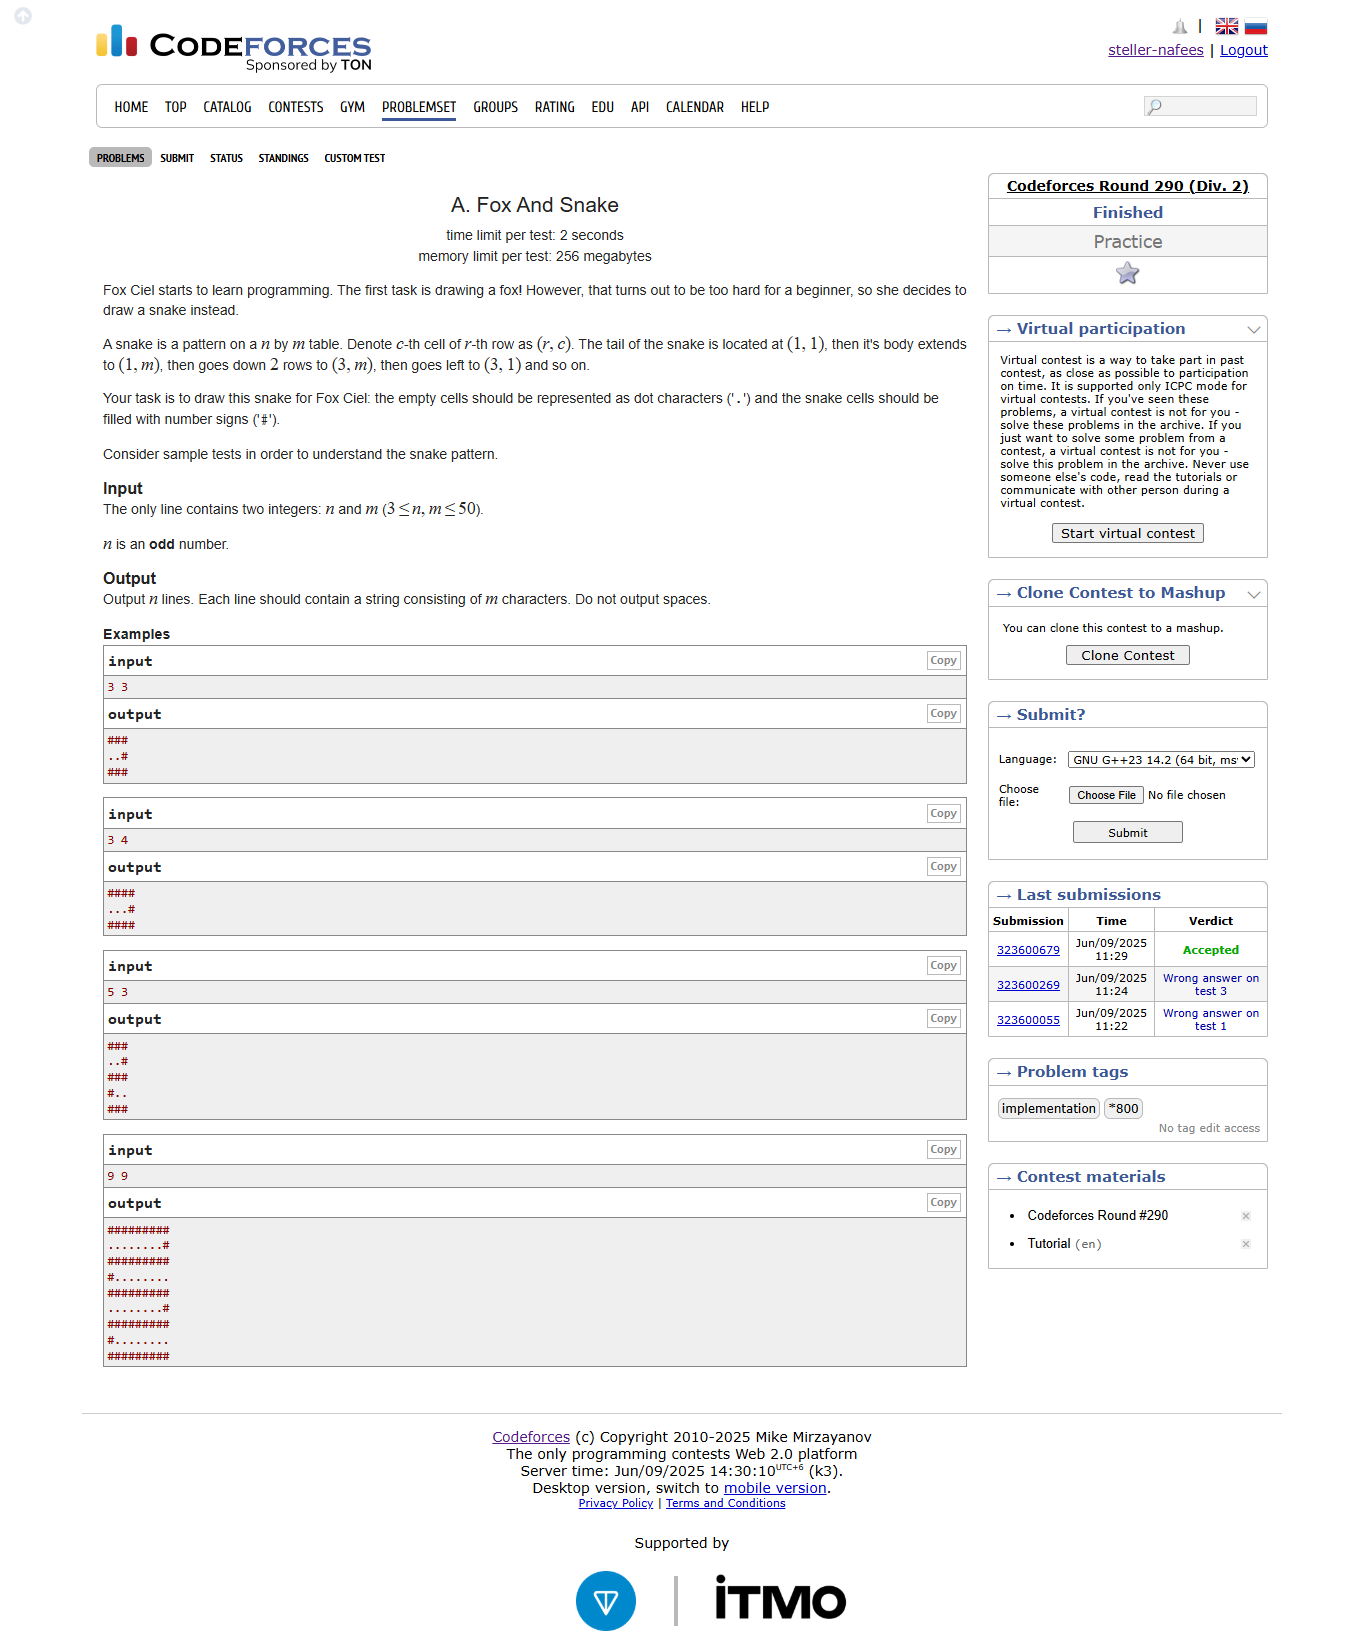 CODEFORCES
Sponsored by TON
|
steller-nafees | Logout
HOME TOP CATALOG CONTESTS GYM PROBLEMSET GROUPS RATING EDU API CALENDAR HELP
PROBLEMS SUBMIT STATUS STANDINGS CUSTOM TEST
A. Fox And Snake
time limit per test: 2 seconds
memory limit per test: 256 megabytes
Fox Ciel starts to learn programming. The first task is drawing a fox! However, that turns out to be too hard for a beginner, so she decides to
draw a snake instead.
A snake is a pattern on a n by m table. Denote c-th cell of r-th row as (r, c). The tail of the snake is located at (1, 1), then it's body extends
to (1, m), then goes down 2 rows to (3, m), then goes left to (3, 1) and so on.
Your task is to draw this snake for Fox Ciel: the empty cells should be represented as dot characters ('.') and the snake cells should be
filled with number signs ('#').
Consider sample tests in order to understand the snake pattern.
Input
The only line contains two integers: n and m (3 ≤ n, m ≤ 50).
n is an odd number.
Output
Output n lines. Each line should contain a string consisting of m characters. Do not output spaces.
Examples
input Copy
3 3
output Copy
###
..#
###
input Copy
3 4
output Copy
####
...#
####
input Copy
5 3
output Copy
###
..#
###
#..
###
input Copy
9 9
output Copy
#########
........#
#########
#........
#########
........#
#########
#........
#########
Codeforces Round 290 (Div. 2)
Finished
Practice
→ Virtual participation
Virtual contest is a way to take part in past
contest, as close as possible to participation
on time. It is supported only ICPC mode for
virtual contests. If you've seen these
problems, a virtual contest is not for you -
solve these problems in the archive. If you
just want to solve some problem from a
contest, a virtual contest is not for you -
solve this problem in the archive. Never use
someone else's code, read the tutorials or
communicate with other person during a
virtual contest.
Start virtual contest
→ Clone Contest to Mashup
You can clone this contest to a mashup.
Clone Contest
→ Submit?
Language: GNU G++23 14.2 (64 bit, ms
Choose
file: Choose File No file chosen
Submit
→ Last submissions
Submission Time Verdict
323600679 Jun/09/2025 11:29 Accepted
323600269 Jun/09/2025 11:24 Wrong answer on test 3
323600055 Jun/09/2025 11:22 Wrong answer on test 1
→ Problem tags
implementation *800
No tag edit access
→ Contest materials
• Codeforces Round #290 ×
• Tutorial (en) ×
Codeforces (c) Copyright 2010-2025 Mike Mirzayanov
The only programming contests Web 2.0 platform
Server time: Jun/09/2025 14:30:10UTC+6 (k3).
Desktop version, switch to mobile version.
Privacy Policy | Terms and Conditions
Supported by
iTMO